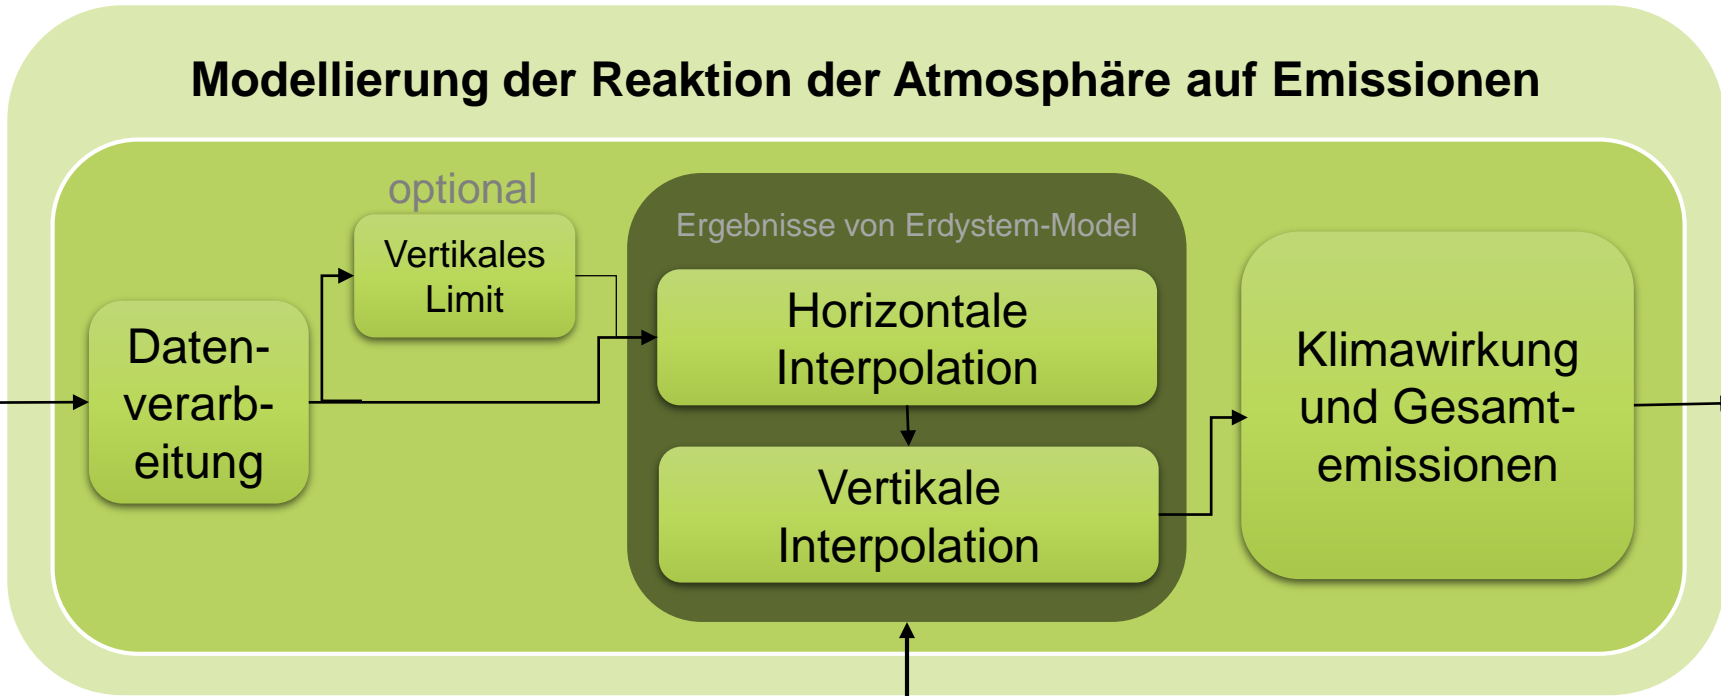 Modellierung der Reaktion der Atmosphäre auf Emissionen
optional
Vertikales
Limit
Daten-
verarb-
eitung
Ergebnisse von Erdystem-Model
Horizontale
Interpolation
Vertikale
Interpolation
Klimawirkung
und Gesamt-
emissionen